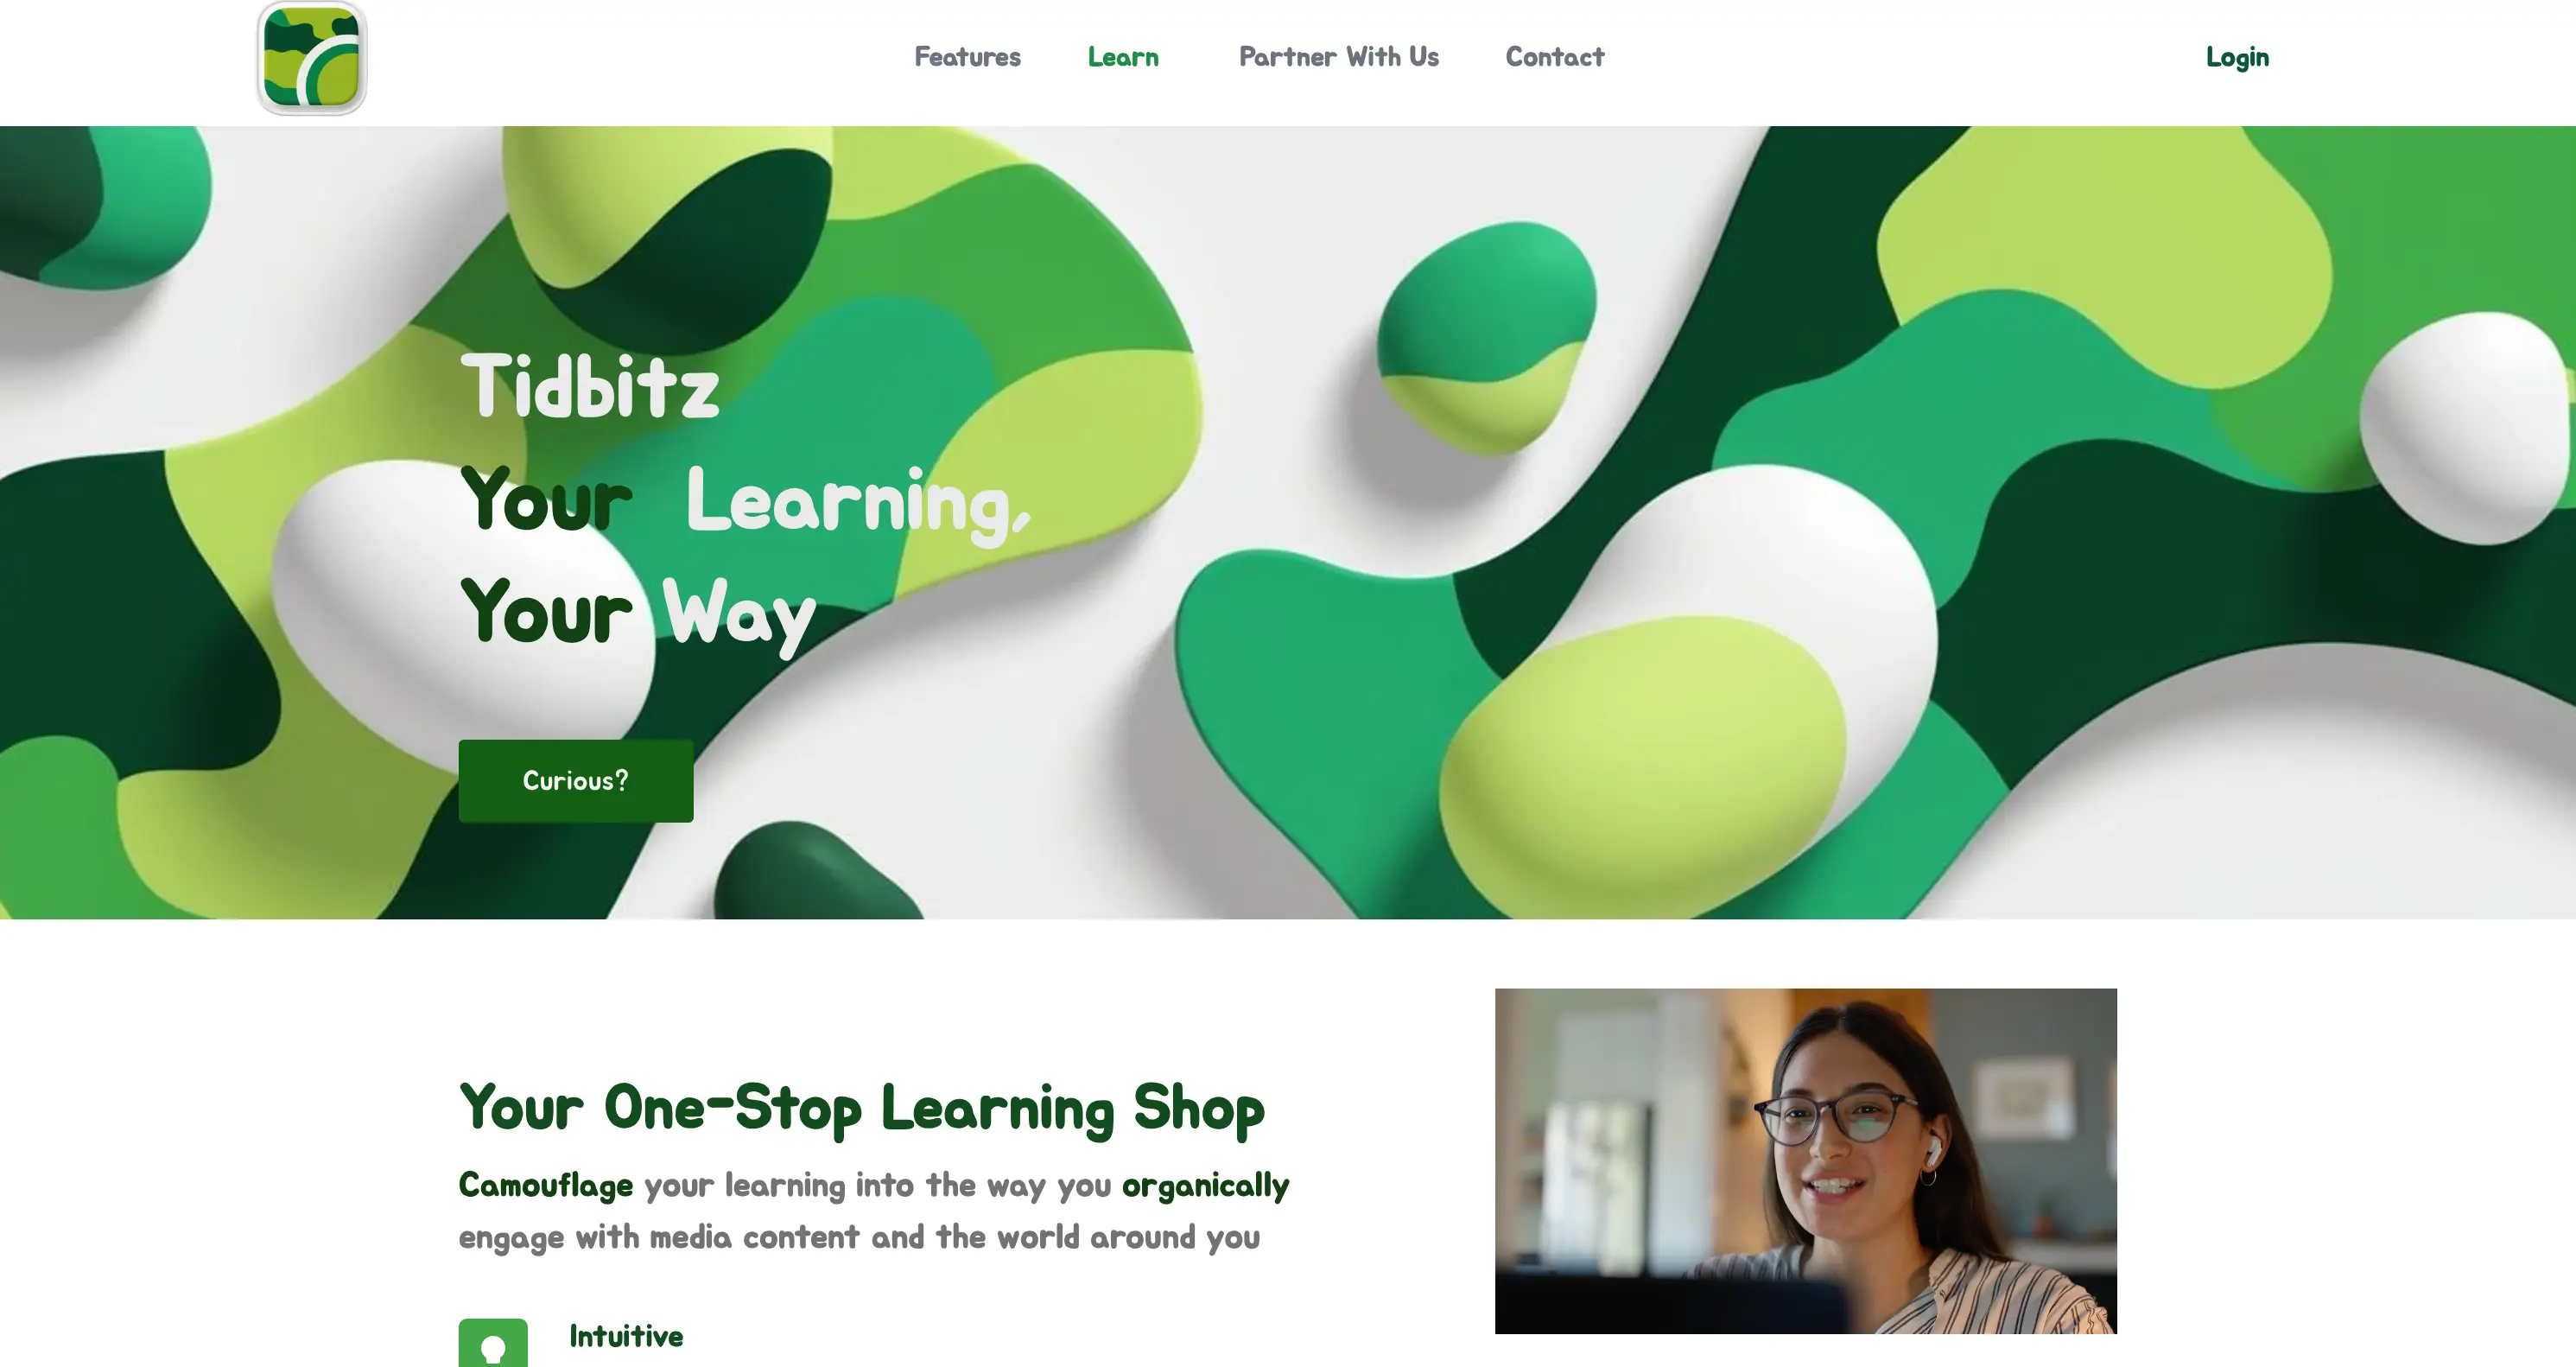 Features Learn Partner With Us Contact Login
Tidbitz
Your Learning,
Your Way
Curious?
Your One-Stop Learning Shop
Camouflage your learning into the way you organically
engage with media content and the world around you
Intuitive